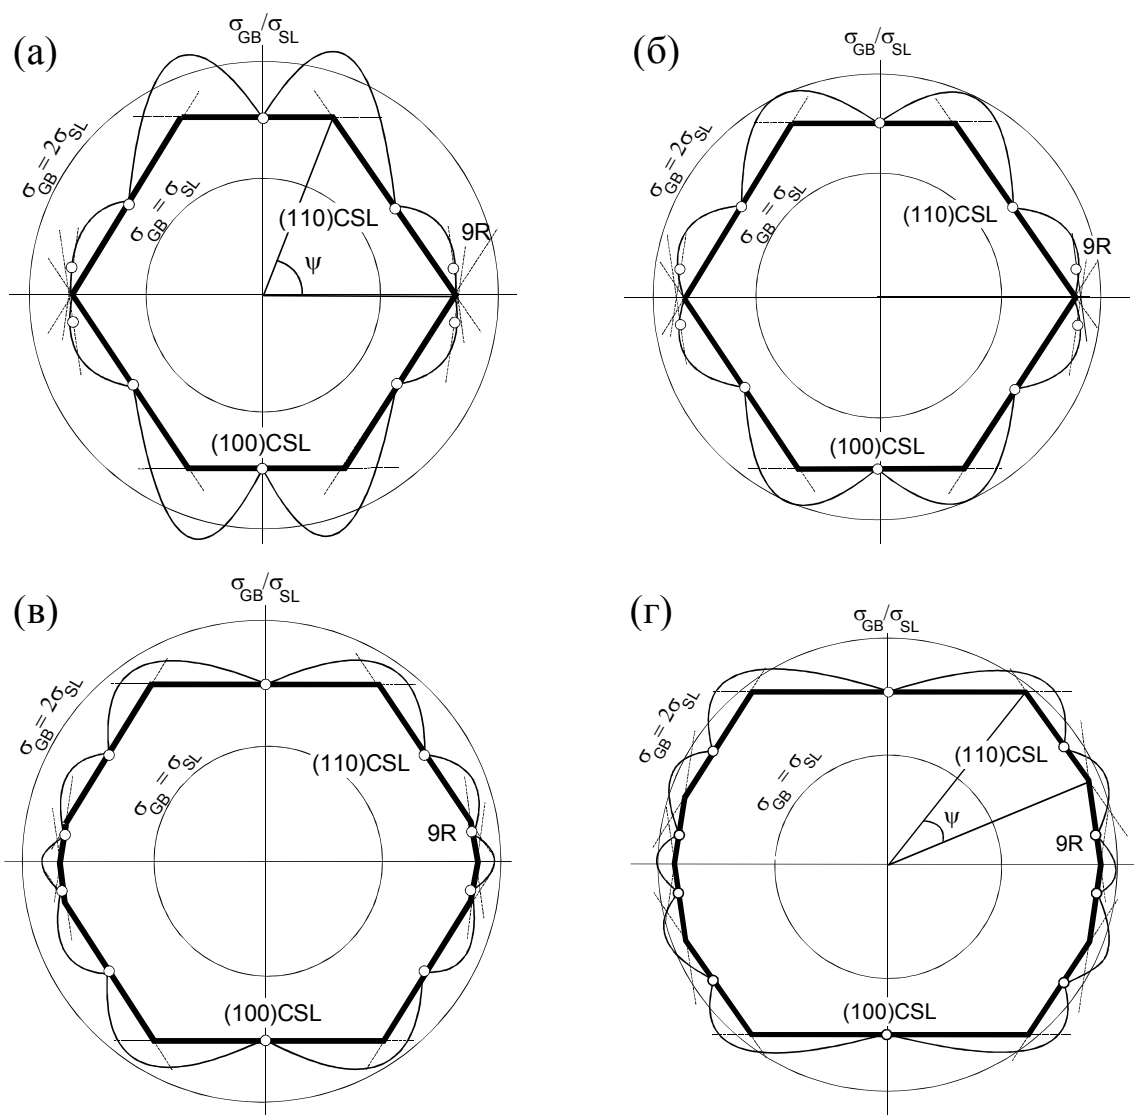 (а)
σGB/σSL
σGB = 2σSL
σGB = σSL
(110)CSL
9R
ψ
(100)CSL
(б)
σGB/σSL
σGB = 2σSL
σGB = σSL
(110)CSL
9R
(100)CSL
(в)
σGB/σSL
σGB = 2σSL
σGB = σSL
(110)CSL
9R
(100)CSL
(г)
σGB/σSL
σGB = 2σSL
σGB = σSL
(110)CSL
ψ
9R
(100)CSL